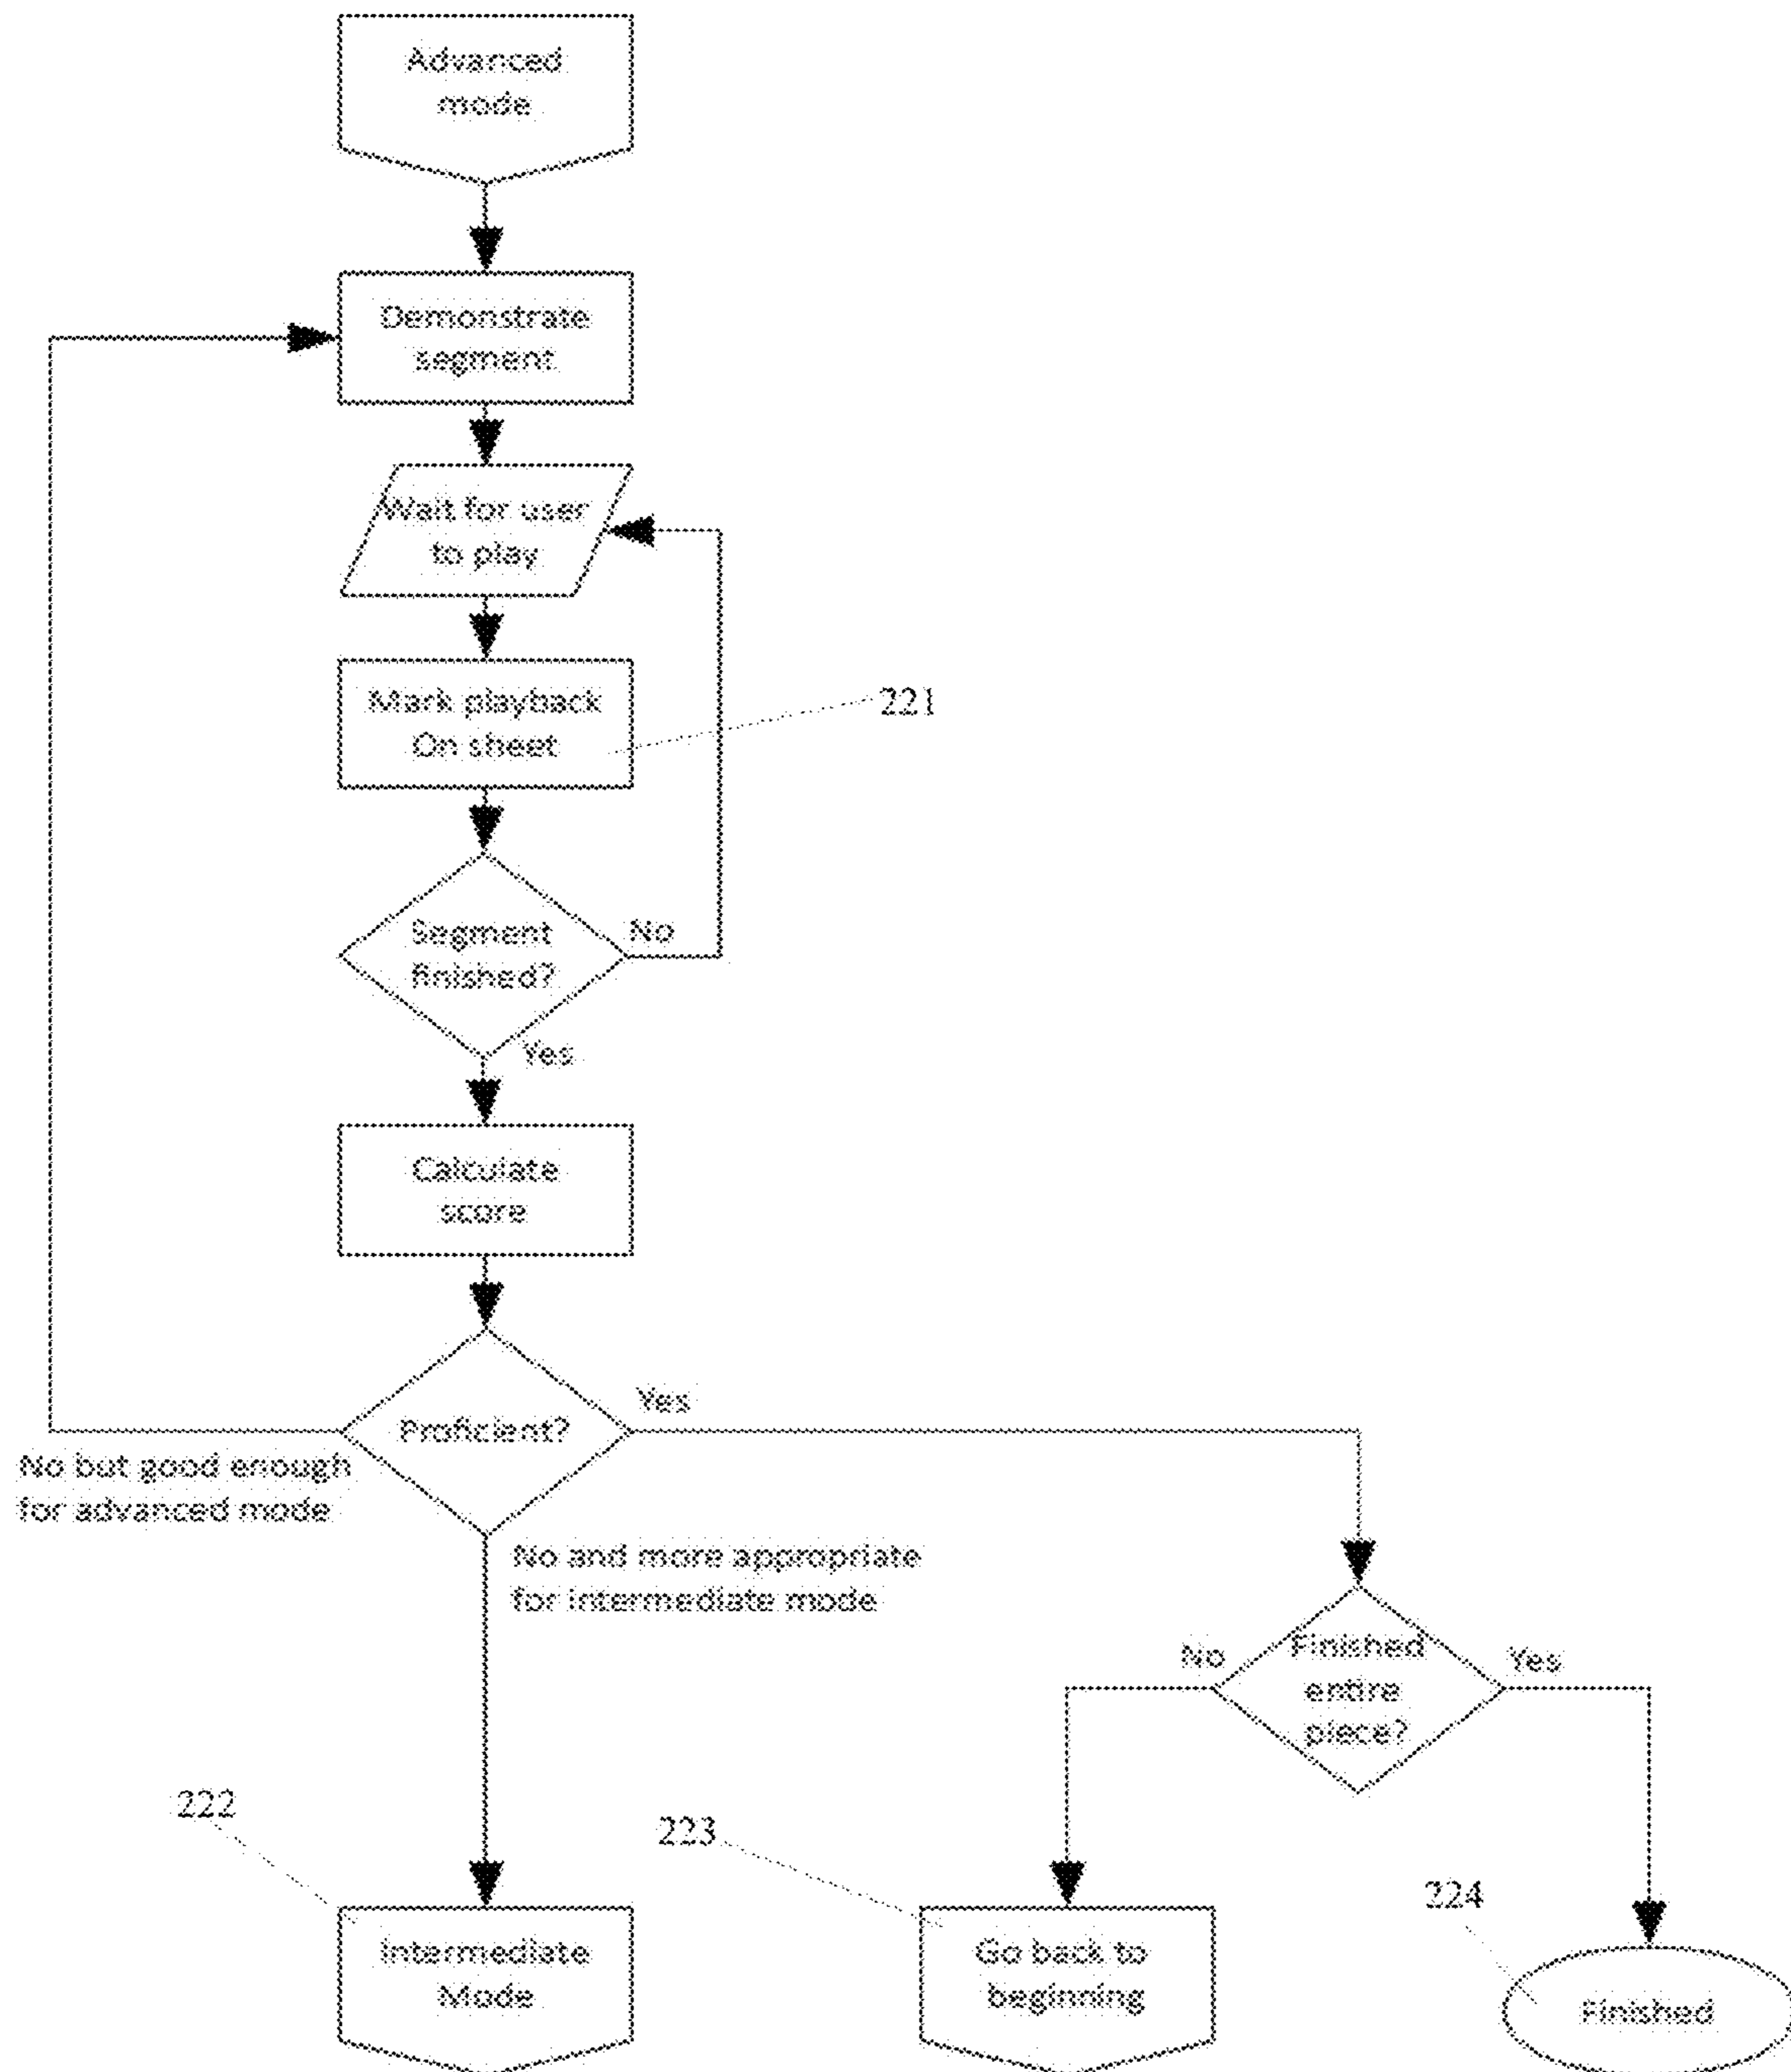 Advanced
mode
Demonstrate
segment
Wait for user
to play
Mark playback
On sheet
221
Segment
finished?
No
Yes
Calculate
score
Proficient?
Yes
No but good enough
for advanced mode
No and more appropriate
for intermediate mode
Finished
entire
piece?
No
Yes
222
223
224
Intermediate
Mode
Go back to
beginning
Finished